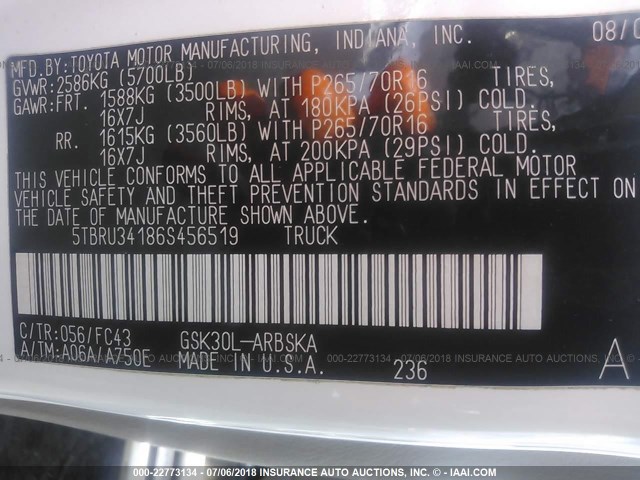 MFD.BY:TOYOTA MOTOR MANUFACTURING, INDIANA, INC. 08/0
GVWR:2586KG (5700LB)
GAWR:FRT. 1588KG (3500LB) WITH P265/70R16 TIRES,
16X7J RIMS, AT 180KPA (26PSI) COLD.
RR. 1615KG (3560LB) WITH P265/70R16 TIRES,
16X7J RIMS, AT 200KPA (29PSI) COLD.
THIS VEHICLE CONFORMS TO ALL APPLICABLE FEDERAL MOTOR
VEHICLE SAFETY AND THEFT PREVENTION STANDARDS IN EFFECT ON
THE DATE OF MANUFACTURE SHOWN ABOVE.
5TBRU34186S456519 TRUCK
C/TR:056/FC43 GSK30L-ARBSKA
A/TM:A06A/A750E MADE IN U.S.A. 236 A
000-22773134 - 07/06/2018 INSURANCE AUTO AUCTIONS, INC. - © IAAI.COM